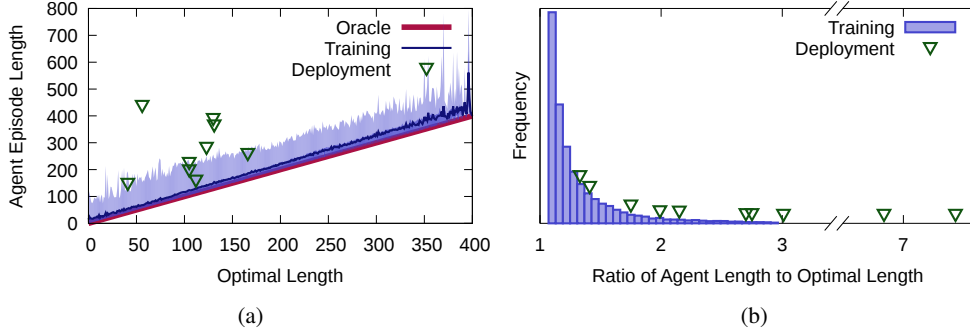 800
700
600
500
400
300
200
100
0
Agent Episode Length
0 50 100 150 200 250 300 350 400
Optimal Length
Oracle
Training
Deployment
(a)
Frequency
Training
Deployment
1 2 3 7
Ratio of Agent Length to Optimal Length
(b)